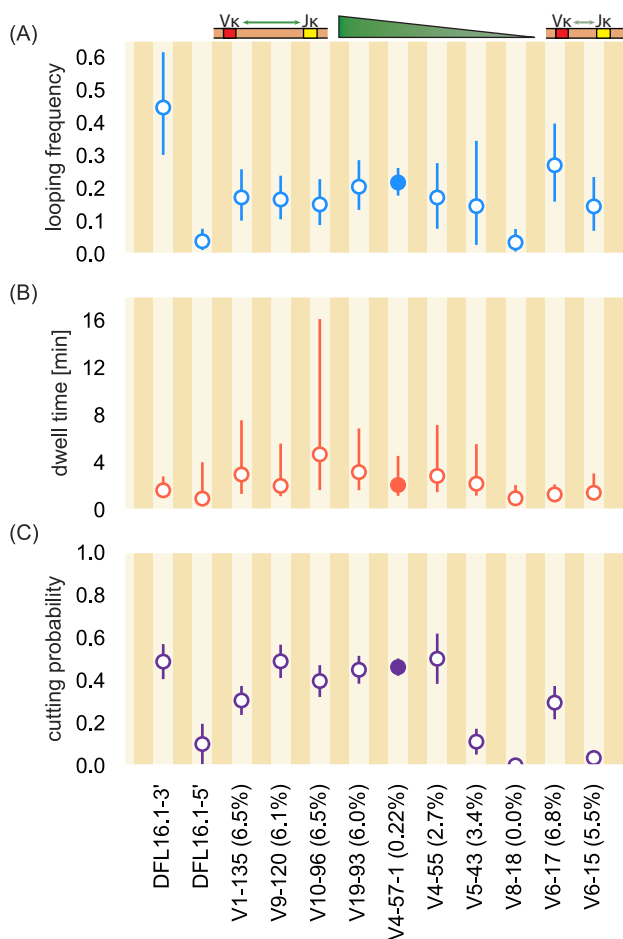 Vκ Jκ Vκ Jκ
(A)
looping frequency
0.6
0.5
0.4
0.3
0.2
0.1
0.0
(B)
dwell time [min]
16
12
8
4
0
(C)
cutting probability
1.0
0.8
0.6
0.4
0.2
0.0
DFL16.1-3'
DFL16.1-5'
V1-135 (6.5%)
V9-120 (6.1%)
V10-96 (6.5%)
V19-93 (6.0%)
V4-57-1 (0.22%)
V4-55 (2.7%)
V5-43 (3.4%)
V8-18 (0.0%)
V6-17 (6.8%)
V6-15 (5.5%)